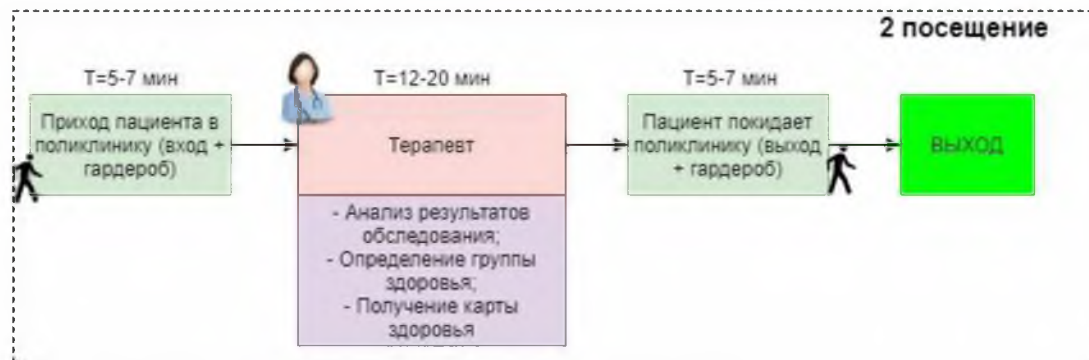 2 посещение
Т=5-7 мин
Приход пациента в
поликлинику (вход +
гардероб)
Т=12-20 мин
Терапевт
- Анализ результатов
обследования;
- Определение группы
здоровья;
- Получение карты
здоровья
Т=5-7 мин
Пациент покидает
поликлинику (выход
+ гардероб)
ВЫХОД